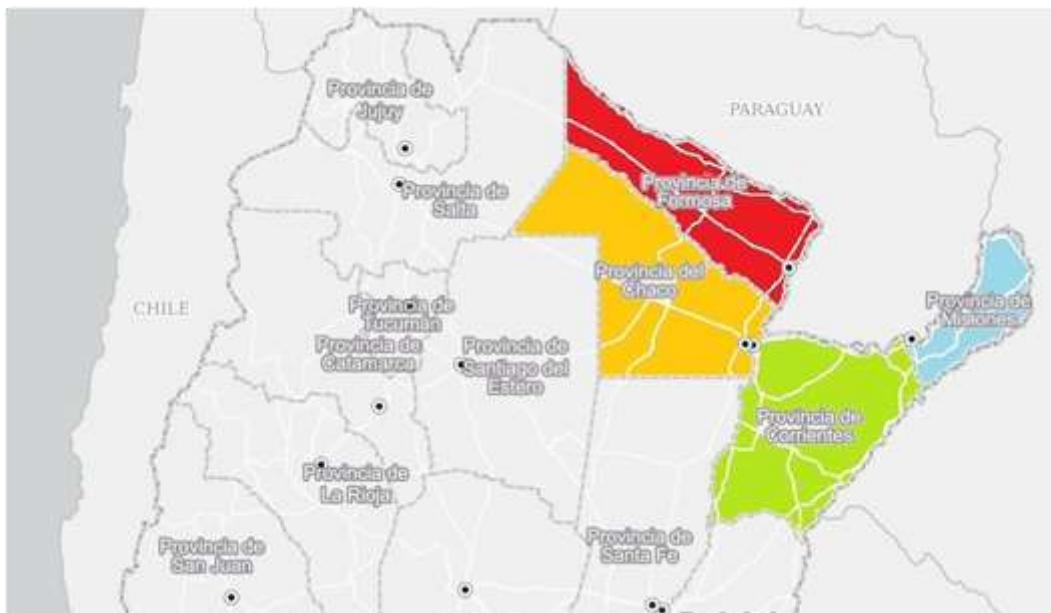 Provincia de
Jujuy
PARAGUAY
Provincia de
Formosa
Provincia de
Salta
Provincia del
Chaco
CHILE
Provincia de
Tucumán
Provincia de
Misiones
Provincia de
Catamarca
Provincia de
Santiago del
Estero
Provincia de
Corrientes
Provincia de
La Rioja
Provincia de
San Juan
Provincia de
Santa Fe